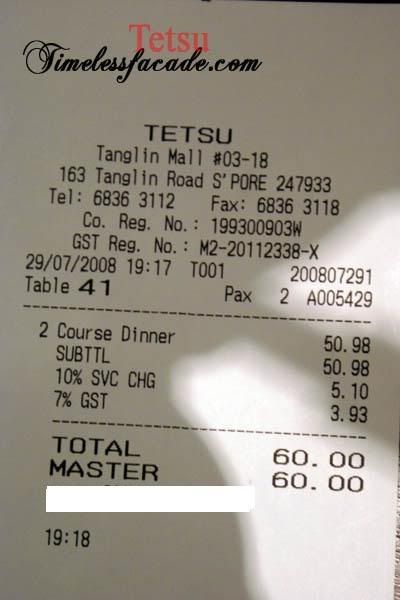 Tetsu
Timelessfacade.com
TETSU
Tanglin Mall #03-18
163 Tanglin Road S'PORE 247933
Tel: 6836 3112 Fax: 6836 3118
Co. Reg. No.: 199300903W
GST Reg. No.: M2-20112338-X
29/07/2008 19:17 T001 200807291
Table 41 Pax 2 A005429
2 Course Dinner 50.98
SUBTTL 50.98
10% SVC CHG 5.10
7% GST 3.93
TOTAL 60.00
MASTER 60.00
19:18